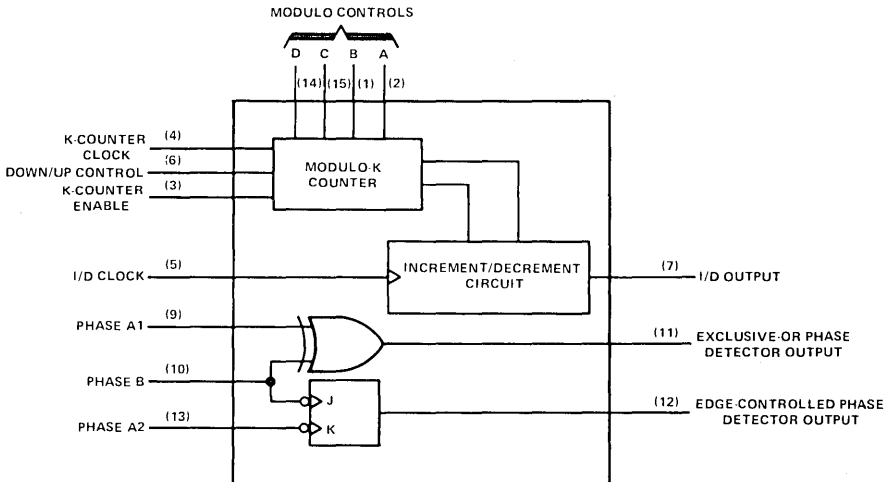 MODULO CONTROLS
D C B A
(14) (15) (1) (2)
K-COUNTER
CLOCK
(4)
DOWN/UP CONTROL
(6)
K-COUNTER
ENABLE
(3)
MODULO-K
COUNTER
I/D CLOCK
(5)
INCREMENT/DECREMENT
CIRCUIT
(7)
I/D OUTPUT
PHASE A1
(9)
(11)
EXCLUSIVE-OR PHASE
DETECTOR OUTPUT
PHASE B
(10)
J
K
(12)
EDGE-CONTROLLED PHASE
DETECTOR OUTPUT
PHASE A2
(13)